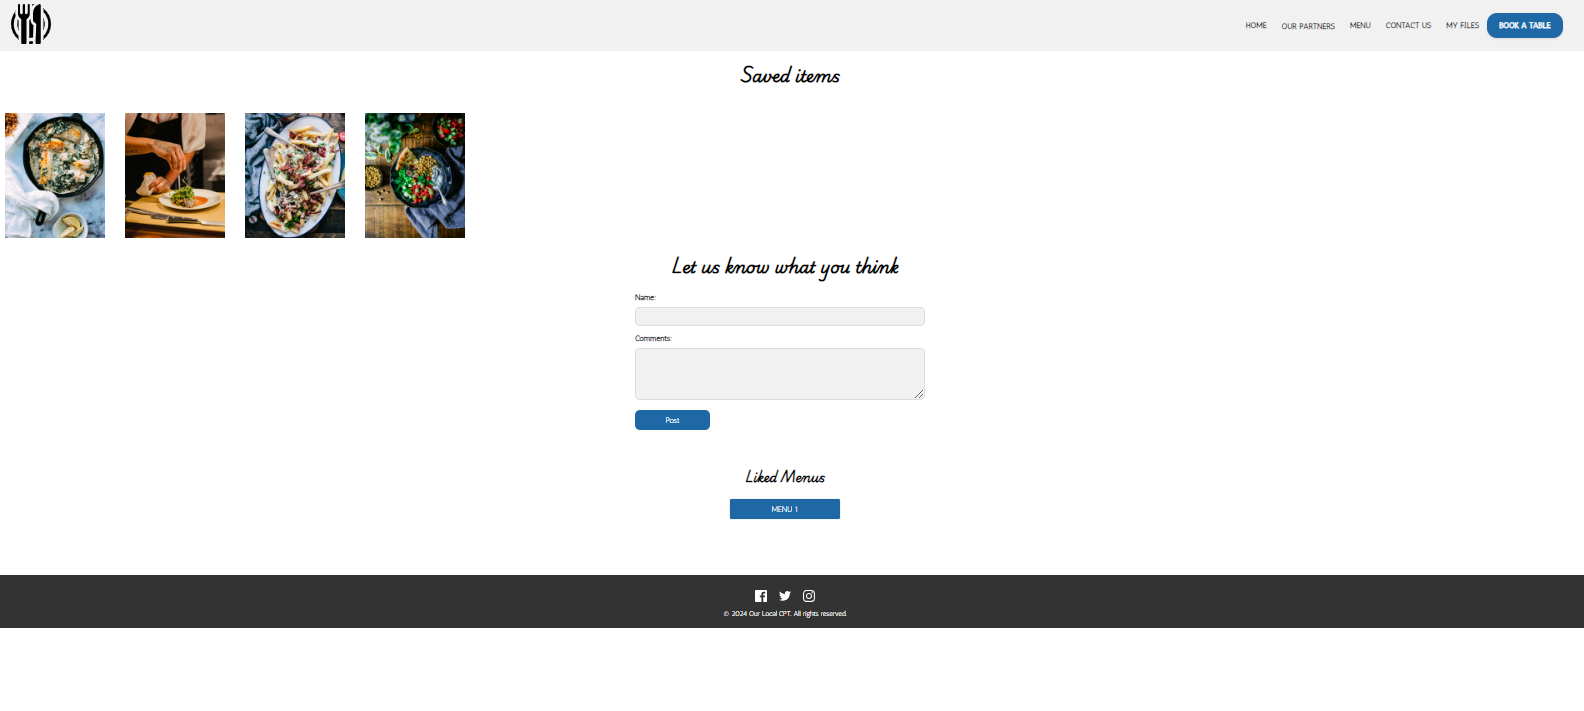 HOME
OUR PARTNERS
MENU
CONTACT US
MY FILES
BOOK A TABLE
Saved items
Let us know what you think
Name:
Comments:
Post
Liked Menus
MENU 1
© 2024 Our Local CPT. All rights reserved.